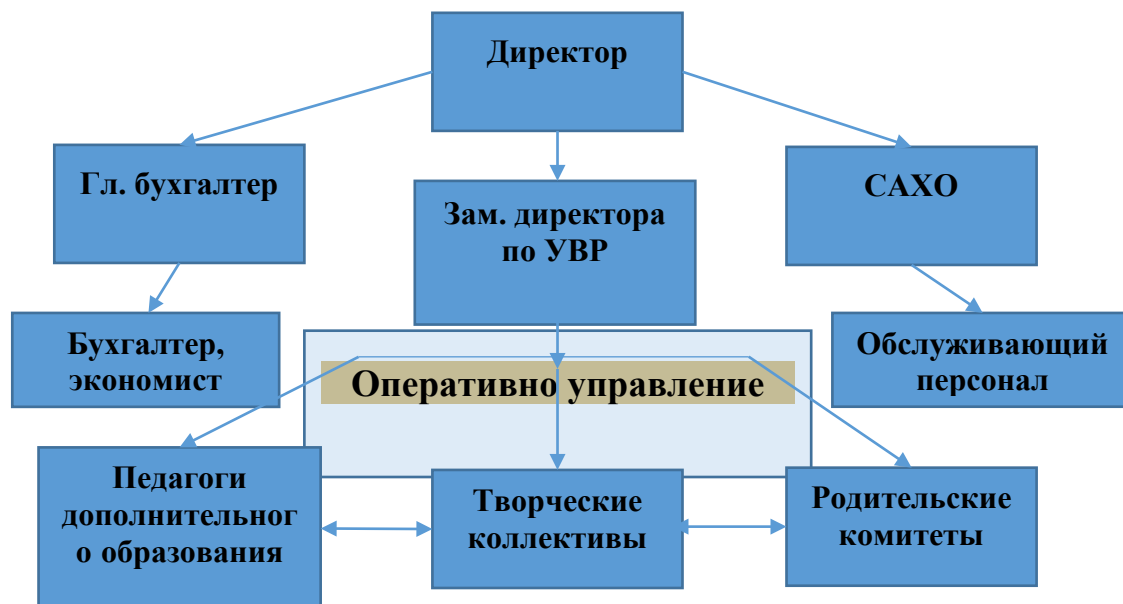 Директор
Гл. бухгалтер
САХО
Зам. директора
по УВР
Бухгалтер,
экономист
Обслуживающий
персонал
Оперативно управление
Педагоги
дополнительног
о образования
Творческие
коллективы
Родительские
комитеты